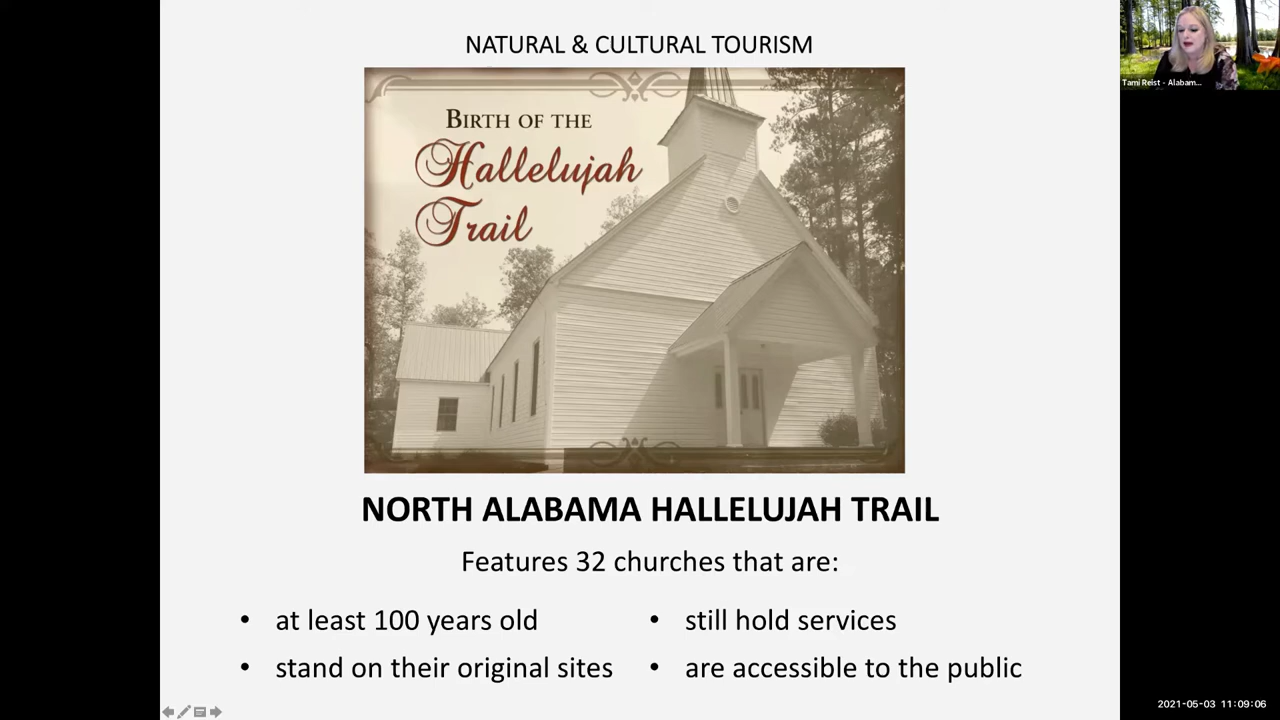 NATURAL & CULTURAL TOURISM
BIRTH OF THE
Hallelujah
Trail
NORTH ALABAMA HALLELUJAH TRAIL
Features 32 churches that are:
• at least 100 years old
• stand on their original sites
• still hold services
• are accessible to the public
Tami Reist - Alabam...
2021-05-03 11:09:06